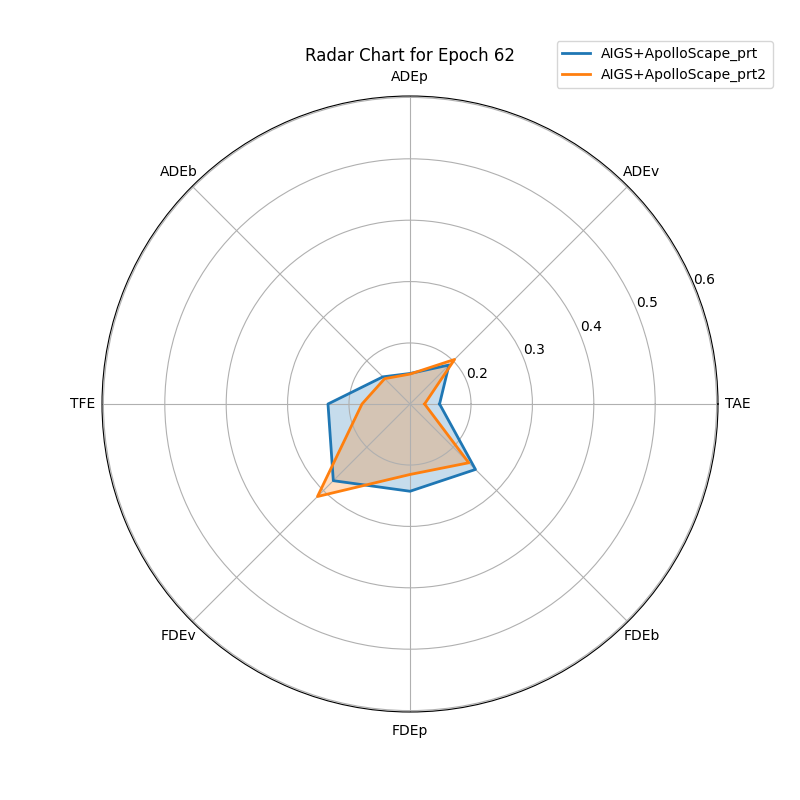 Radar Chart for Epoch 62
AIGS+ApolloScape_prt
AIGS+ApolloScape_prt2
ADEp
ADEb
ADEv
0.6
0.5
0.4
0.3
0.2
TFE
TAE
FDEv
FDEb
FDEp